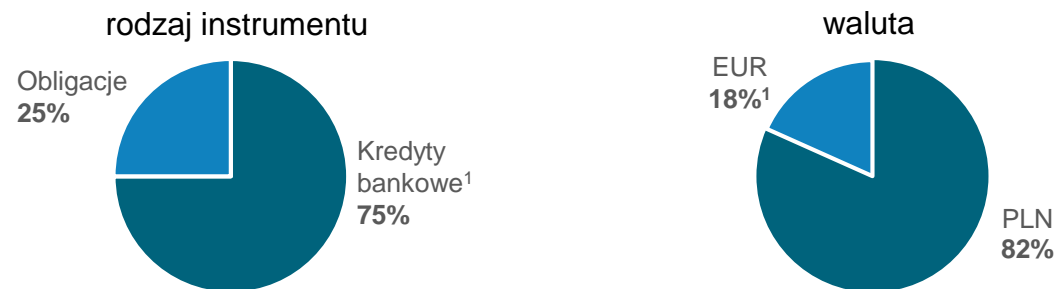 rodzaj instrumentu
Obligacje
25%
Kredyty
bankowe¹
75%
waluta
EUR
18%¹
PLN
82%